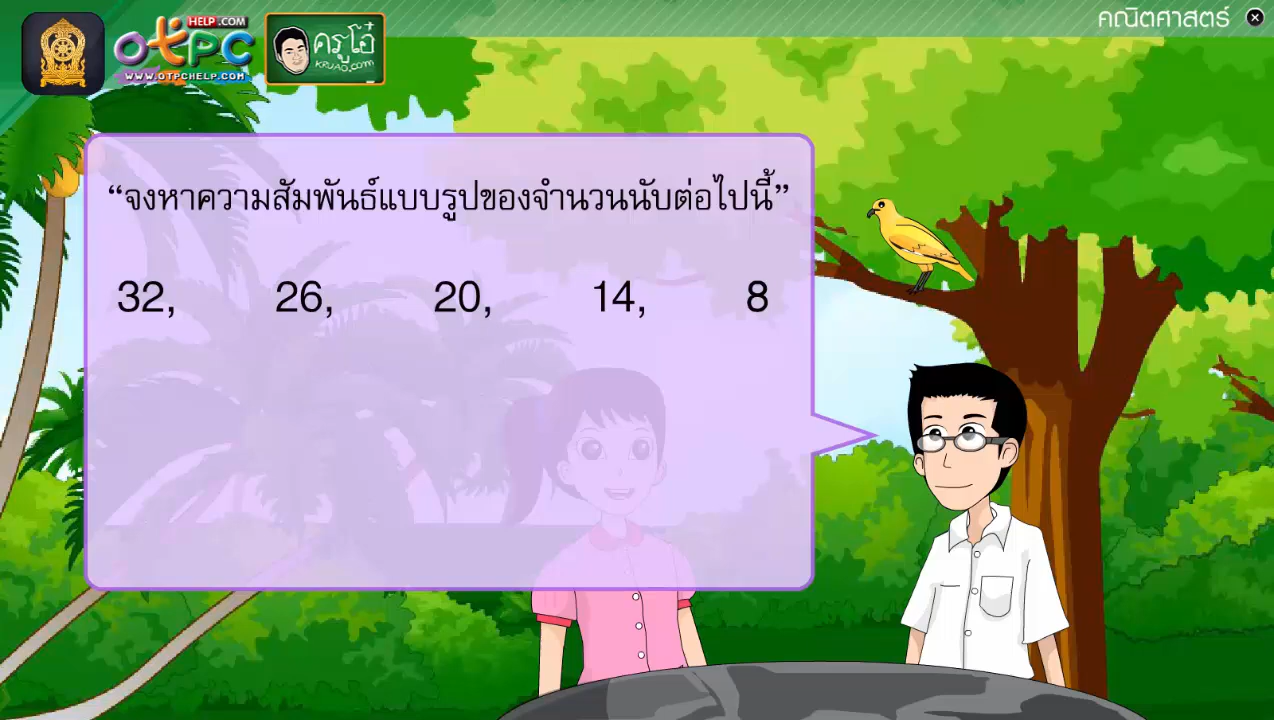 คณิตศาสตร์
HELP.COM
OTPC
WWW.OTPCHELP.COM
ครูโอ๋
KRUAO.COM
“จงหาความสัมพันธ์แบบรูปของจำนวนนับต่อไปนี้”
32, 26, 20, 14, 8